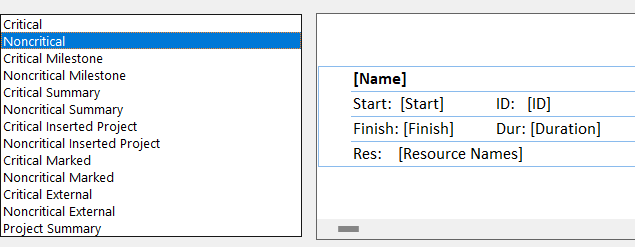 Critical
Noncritical
Critical Milestone
Noncritical Milestone
Critical Summary
Noncritical Summary
Critical Inserted Project
Noncritical Inserted Project
Critical Marked
Noncritical Marked
Critical External
Noncritical External
Project Summary
[Name]
Start: [Start] ID: [ID]
Finish: [Finish] Dur: [Duration]
Res: [Resource Names]